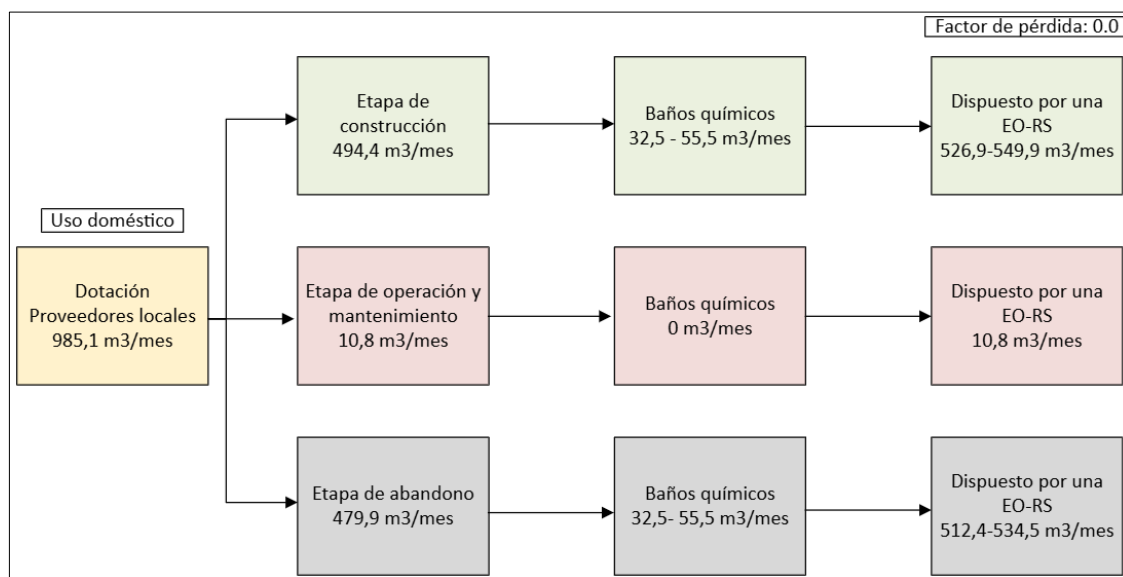 Factor de pérdida: 0.0
Etapa de
construcción
494,4 m3/mes
Baños químicos
32,5 - 55,5 m3/mes
Dispuesto por una
EO-RS
526,9-549,9 m3/mes
Uso doméstico
Dotación
Proveedores locales
985,1 m3/mes
Etapa de operación y
mantenimiento
10,8 m3/mes
Baños químicos
0 m3/mes
Dispuesto por una
EO-RS
10,8 m3/mes
Etapa de abandono
479,9 m3/mes
Baños químicos
32,5- 55,5 m3/mes
Dispuesto por una
EO-RS
512,4-534,5 m3/mes